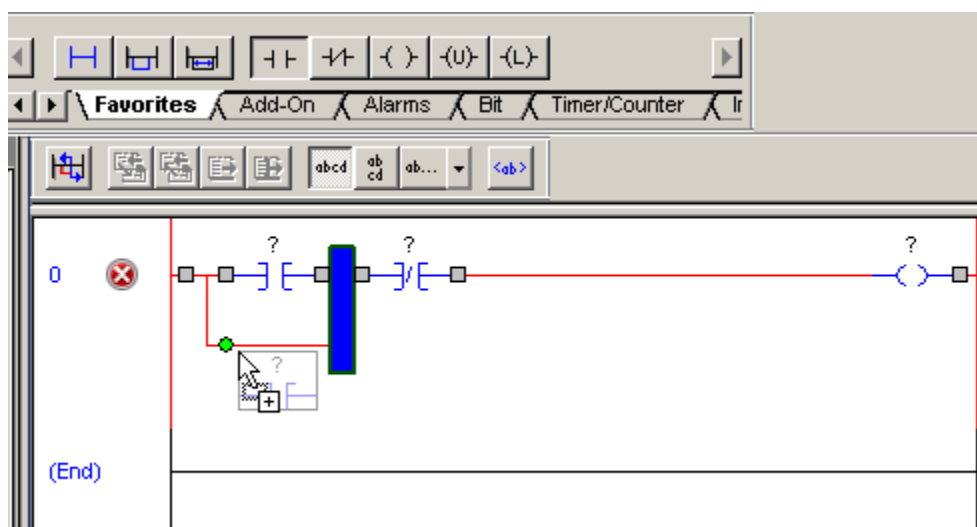 (U) (L)
Favorites Add-On Alarms Bit Timer/Counter
abcd ab cd ab... <ab>
? ? ?
0
?
(End)